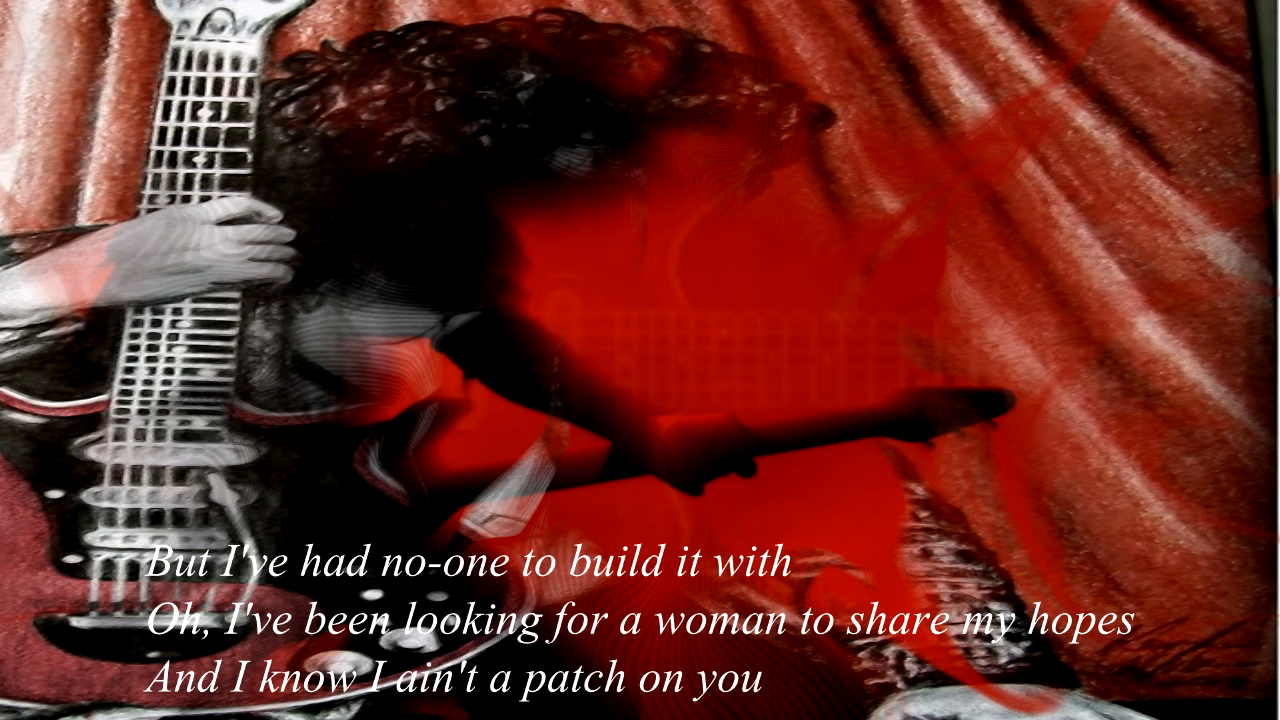 But I've had no-one to build it with
Oh, I've been looking for a woman to share my hopes
And I know I ain't a patch on you